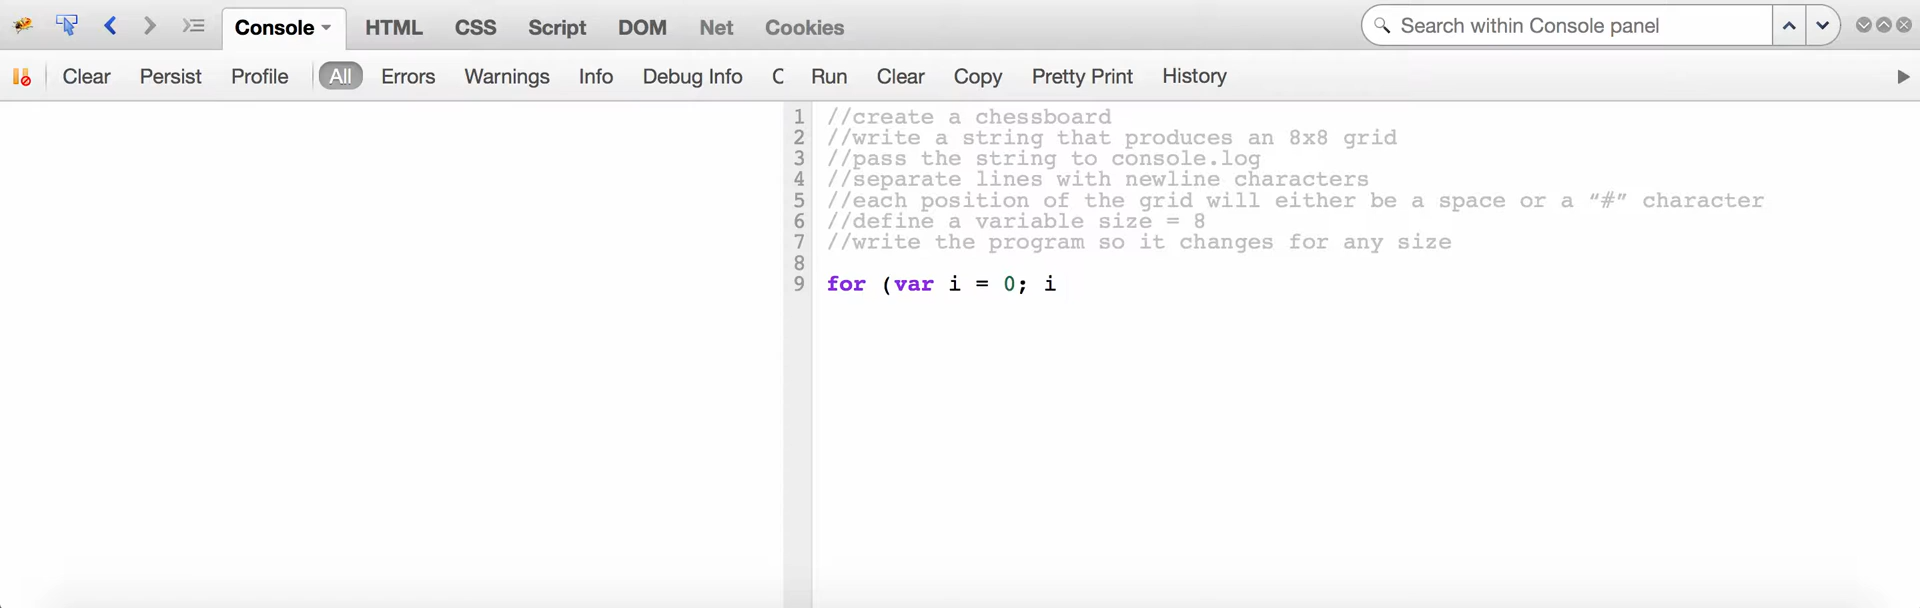 Console HTML CSS Script DOM Net Cookies Search within Console panel
Clear Persist Profile All Errors Warnings Info Debug Info C Run Clear Copy Pretty Print History
1 //create a chessboard
2 //write a string that produces an 8x8 grid
3 //pass the string to console.log
4 //separate lines with newline characters
5 //each position of the grid will either be a space or a “#” character
6 //define a variable size = 8
7 //write the program so it changes for any size
8
9 for (var i = 0; i